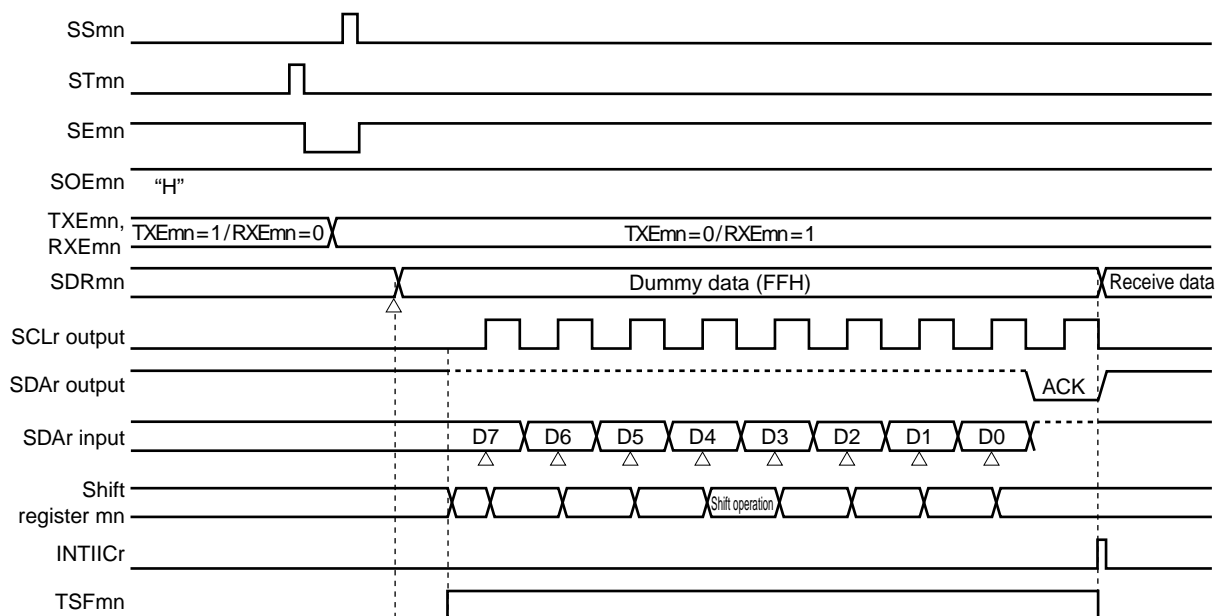 SSmn
STmn
SEmn
SOEmn
“H”
TXEmn,
RXEmn
TXEmn=1/RXEmn=0
TXEmn=0/RXEmn=1
SDRmn
Dummy data (FFH)
Receive data
SCLr output
SDAr output
ACK
SDAr input
D7
D6
D5
D4
D3
D2
D1
D0
Shift
register mn
Shift operation
INTIICr
TSFmn